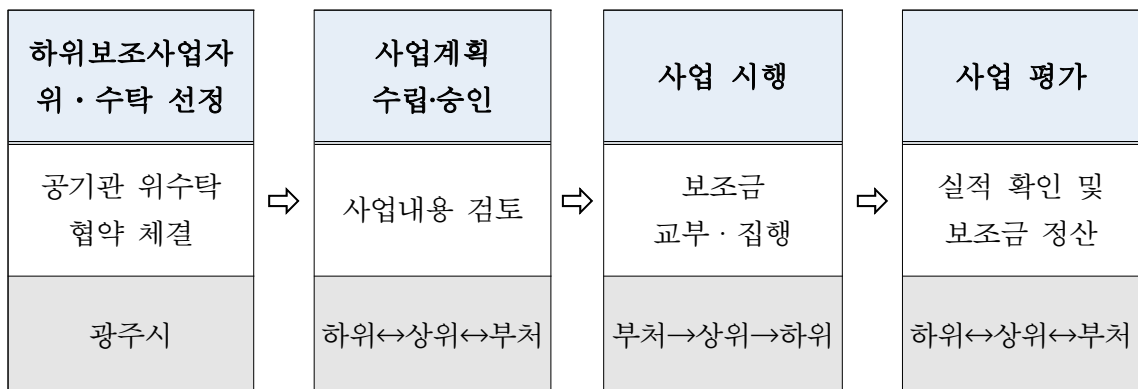 하위보조사업자
위・수탁 선정
공기관 위수탁
협약 체결
광주시
⇨
사업계획
수립·승인
사업내용 검토
하위↔상위↔부처
⇨
사업 시행
보조금
교부 · 집행
부처→상위→하위
⇨
사업 평가
실적 확인 및
보조금 정산
하위↔상위↔부처